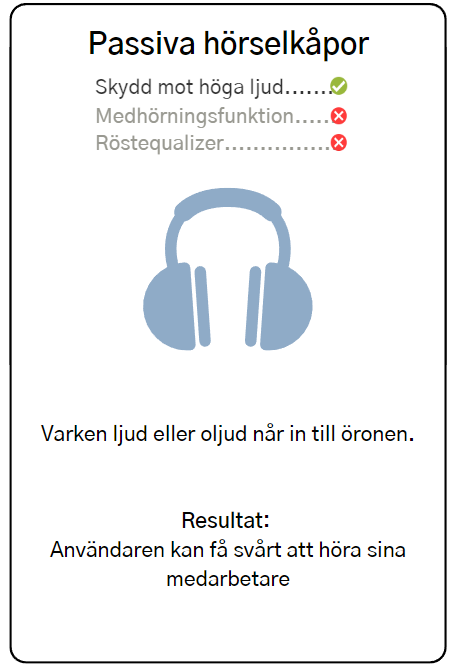 Passiva hörselkåpor
Skydd mot höga ljud.......
Medhörningsfunktion.....
Röstequalizer...............
Varken ljud eller oljud når in till öronen.
Resultat:
Användaren kan få svårt att höra sina
medarbetare